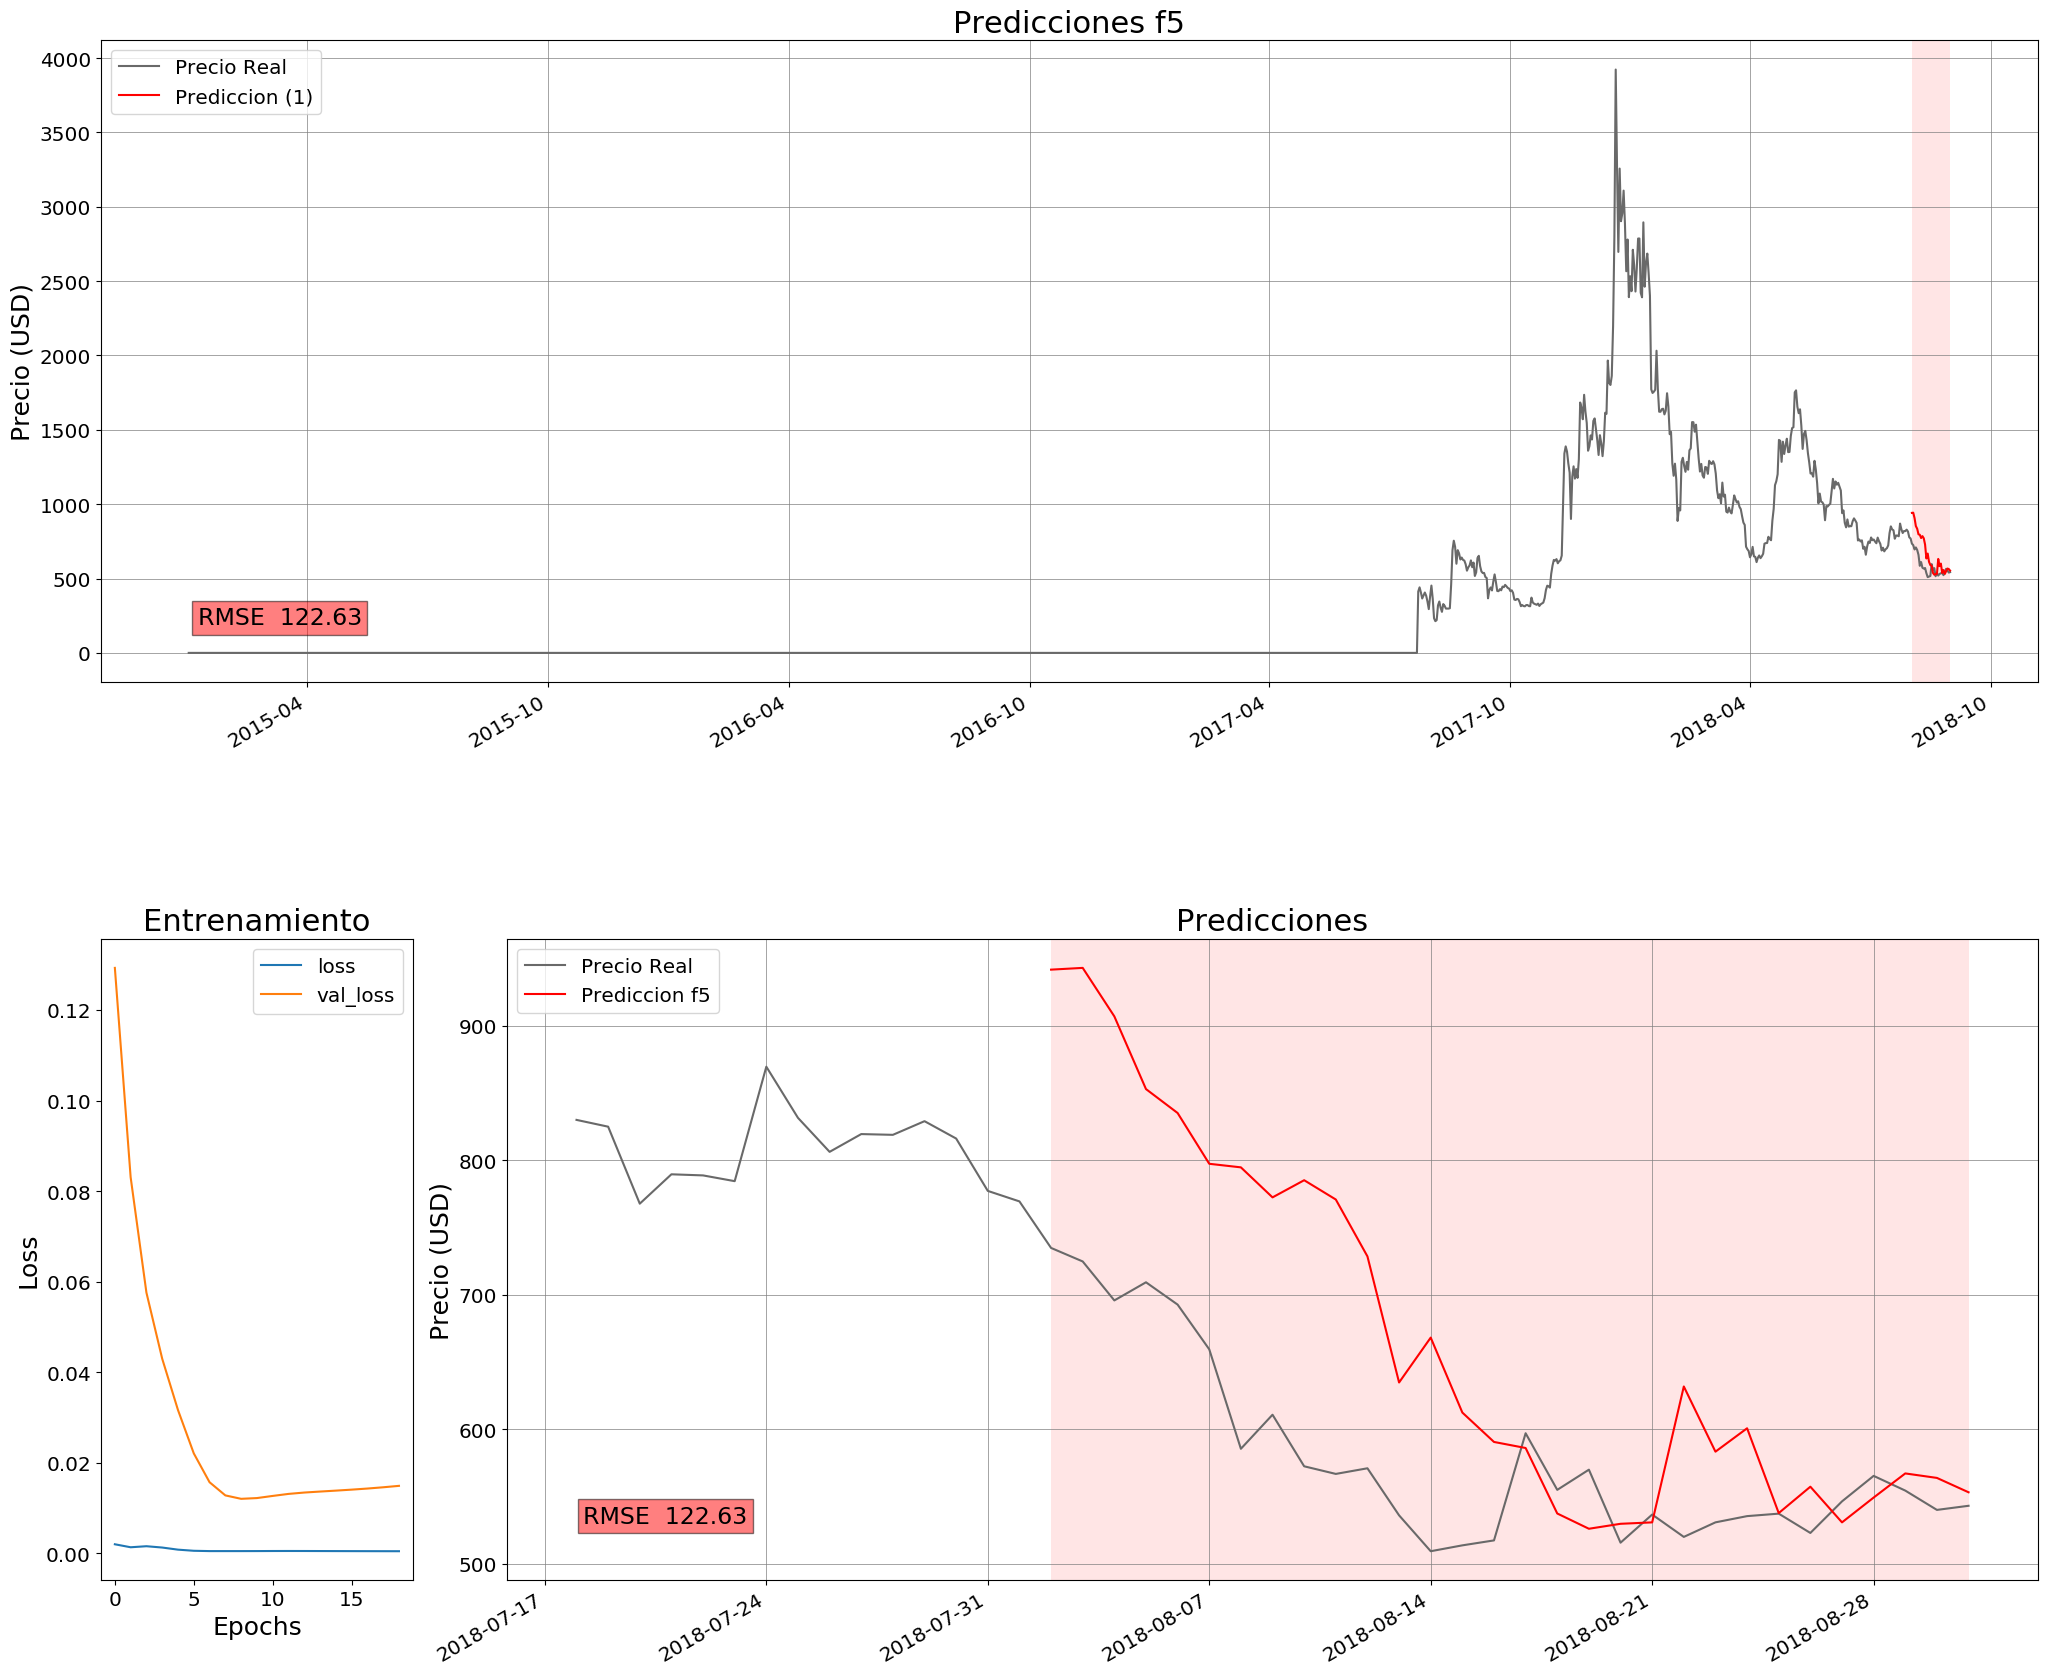 Predicciones f5
Precio Real
Prediccion (1)
Precio (USD)
4000
3500
3000
2500
2000
1500
1000
500
0
RMSE  122.63
2015-04
2015-10
2016-04
2016-10
2017-04
2017-10
2018-04
2018-10
Entrenamiento
loss
val_loss
Loss
0.12
0.10
0.08
0.06
0.04
0.02
0.00
0
5
10
15
Epochs
Predicciones
Precio Real
Prediccion f5
Precio (USD)
900
800
700
600
500
RMSE  122.63
2018-07-17
2018-07-24
2018-07-31
2018-08-07
2018-08-14
2018-08-21
2018-08-28